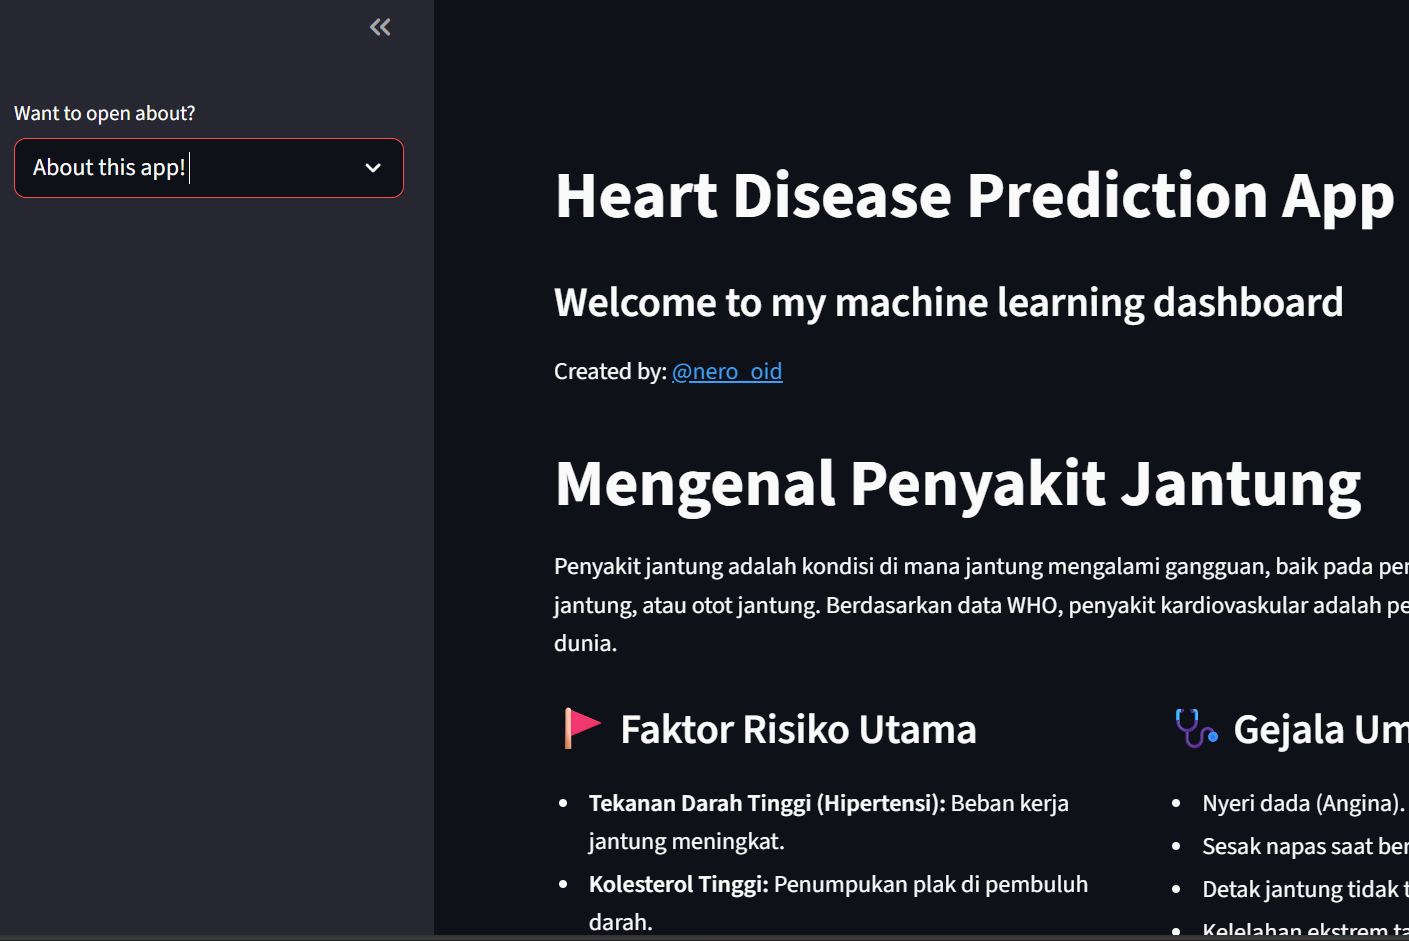 Want to open about?
About this app!
Heart Disease Prediction App
Welcome to my machine learning dashboard
Created by: @nero_oid
Mengenal Penyakit Jantung
Penyakit jantung adalah kondisi di mana jantung mengalami gangguan, baik pada
jantung, atau otot jantung. Berdasarkan data WHO, penyakit kardiovaskular adalah
dunia.
🚩 Faktor Risiko Utama
• Tekanan Darah Tinggi (Hipertensi): Beban kerja
jantung meningkat.
• Kolesterol Tinggi: Penumpukan plak di pembuluh
darah.
🩺 Gejala
• Nyeri dada (Angina).
• Sesak napas saat
• Detak jantung tidak
• Kelelahan ekstrem